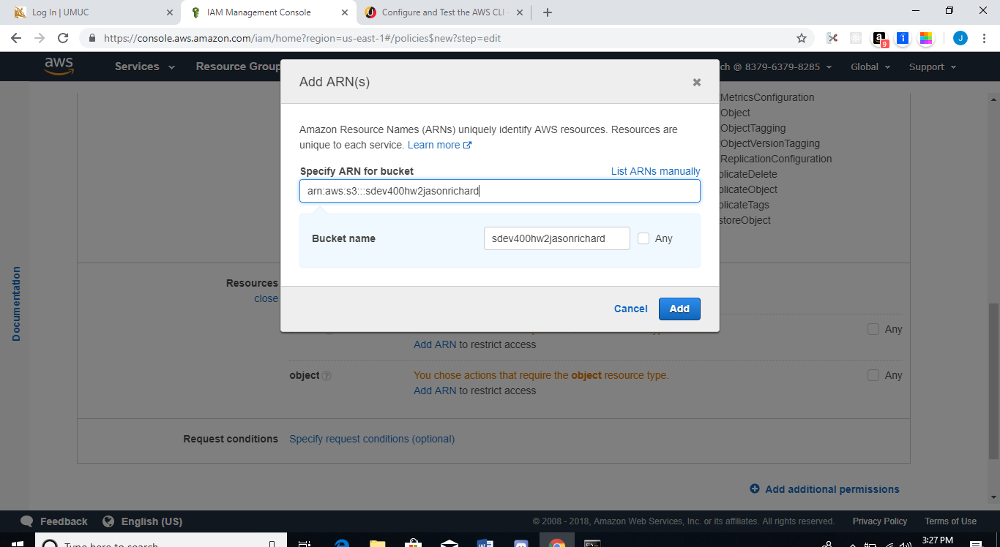 Log In | UMUC
IAM Management Console
Configure and Test the AWS CLI
https://console.aws.amazon.com/iam/home?region=us-east-1#/policies$new?step=edit
a
9
i
J
aws
Services
Resource Group
ch @ 8379-6379-8285
Global
Support
Add ARN(s)
MetricsConfiguration
Object
ObjectTagging
ObjectVersionTagging
ReplicationConfiguration
plicateDelete
plicateObject
plicateTags
storeObject
Amazon Resource Names (ARNs) uniquely identify AWS resources. Resources are
unique to each service. Learn more
Specify ARN for bucket
List ARNs manually
arn:aws:s3:::sdev400hw2jasonrichard
Bucket name
sdev400hw2jasonrichard
Any
Cancel
Add
Documentation
Resources
close
Any
Add ARN to restrict access
object
You chose actions that require the object resource type.
Any
Add ARN to restrict access
Request conditions
Specify request conditions (optional)
Add additional permissions
Feedback
English (US)
© 2008 - 2018, Amazon Web Services, Inc. or its affiliates. All rights reserved.
Privacy Policy
Terms of Use
Type here to search
3:27 PM